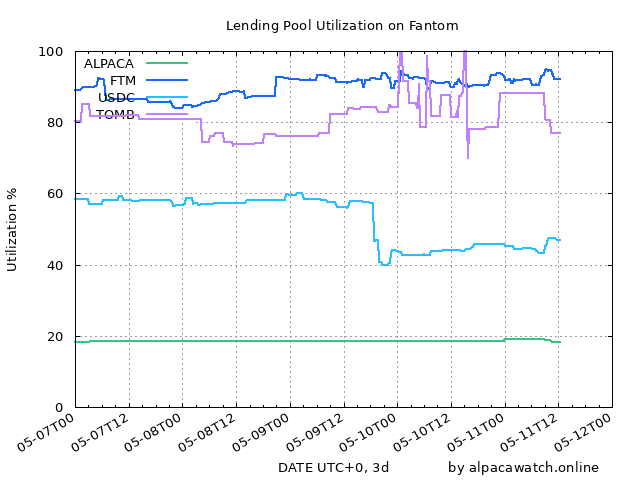 Lending Pool Utilization on Fantom
100
80
60
40
20
0
Utilization %
ALPACA
FTM
USDC
TOMB
05-07T00
05-07T12
05-08T00
05-08T12
05-09T00
05-09T12
05-10T00
05-10T12
05-11T00
05-11T12
05-12T00
DATE UTC+0, 3d
by alpacawatch.online